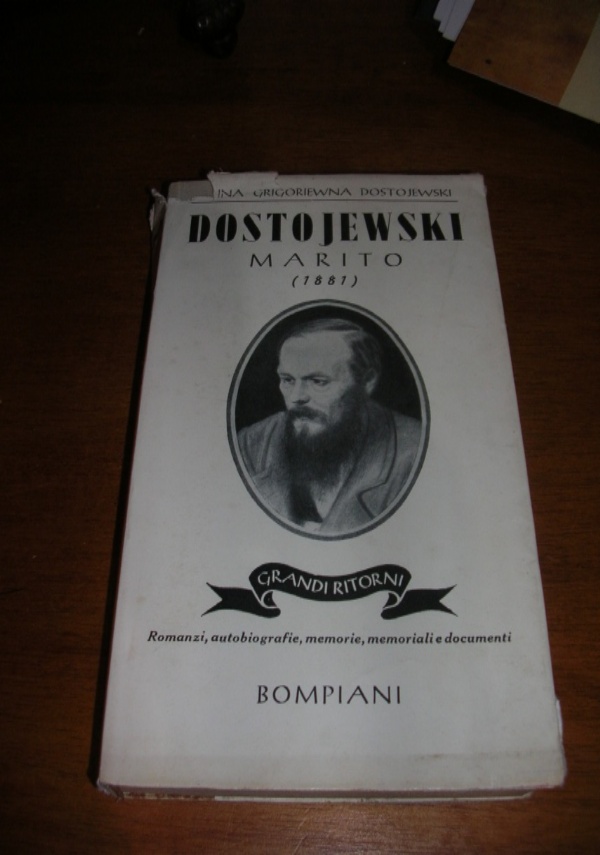 GRIGORIEWNA DOSTOJEWSKI
DOSTOJEWSKI
MARITO
(1881)
GRANDI RITORNI
Romanzi, autobiografie, memorie, memoriali e documenti
BOMPIANI